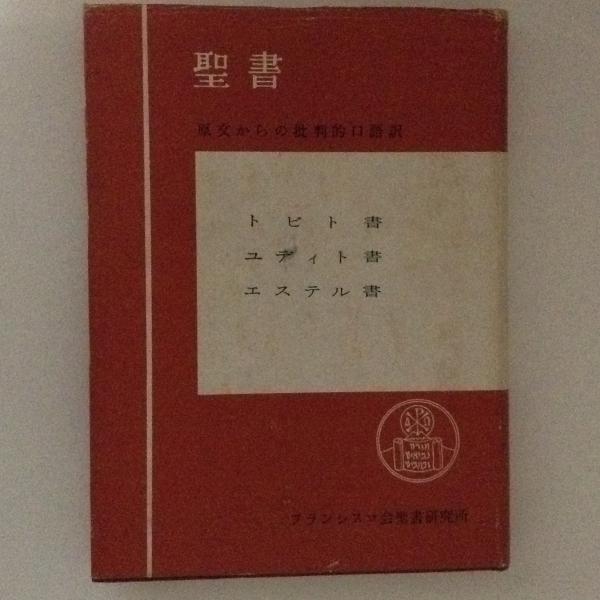 聖書
原文からの批判的口語訳
トビト書
ユディト書
エステル書
フランシスコ会聖書研究所